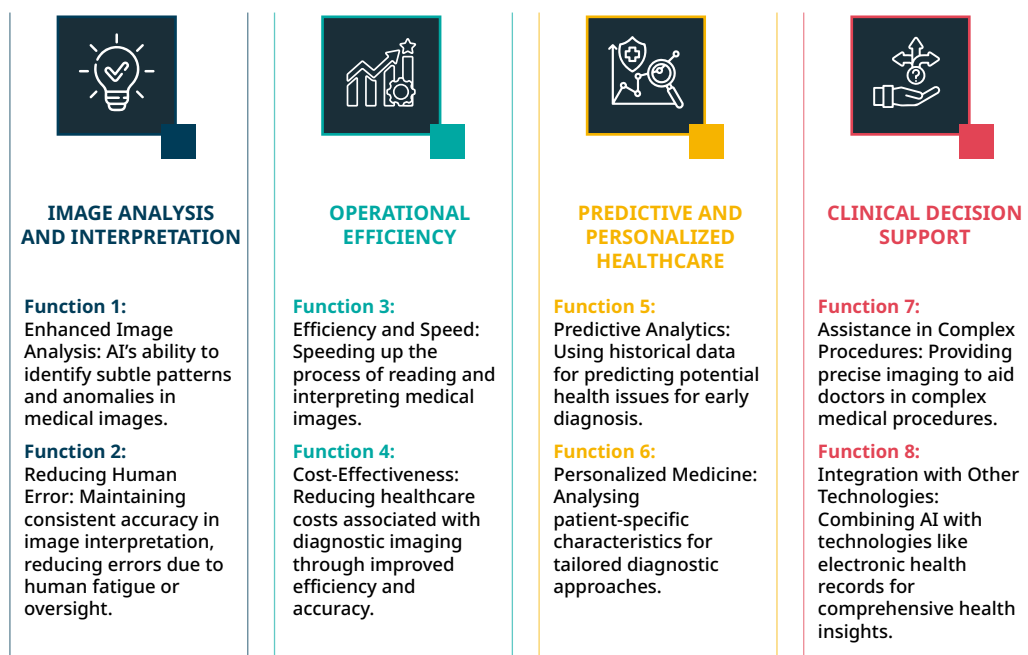 IMAGE ANALYSIS
AND INTERPRETATION
Function 1:
Enhanced Image
Analysis: AI’s ability to
identify subtle patterns
and anomalies in
medical images.
Function 2:
Reducing Human
Error: Maintaining
consistent accuracy in
image interpretation,
reducing errors due to
human fatigue or
oversight.
OPERATIONAL
EFFICIENCY
Function 3:
Efficiency and Speed:
Speeding up the
process of reading and
interpreting medical
images.
Function 4:
Cost-Effectiveness:
Reducing healthcare
costs associated with
diagnostic imaging
through improved
efficiency and
accuracy.
PREDICTIVE AND
PERSONALIZED
HEALTHCARE
Function 5:
Predictive Analytics:
Using historical data
for predicting potential
health issues for early
diagnosis.
Function 6:
Personalized Medicine:
Analysing
patient-specific
characteristics for
tailored diagnostic
approaches.
?
CLINICAL DECISION
SUPPORT
Function 7:
Assistance in Complex
Procedures: Providing
precise imaging to aid
doctors in complex
medical procedures.
Function 8:
Integration with Other
Technologies:
Combining AI with
technologies like
electronic health
records for
comprehensive health
insights.